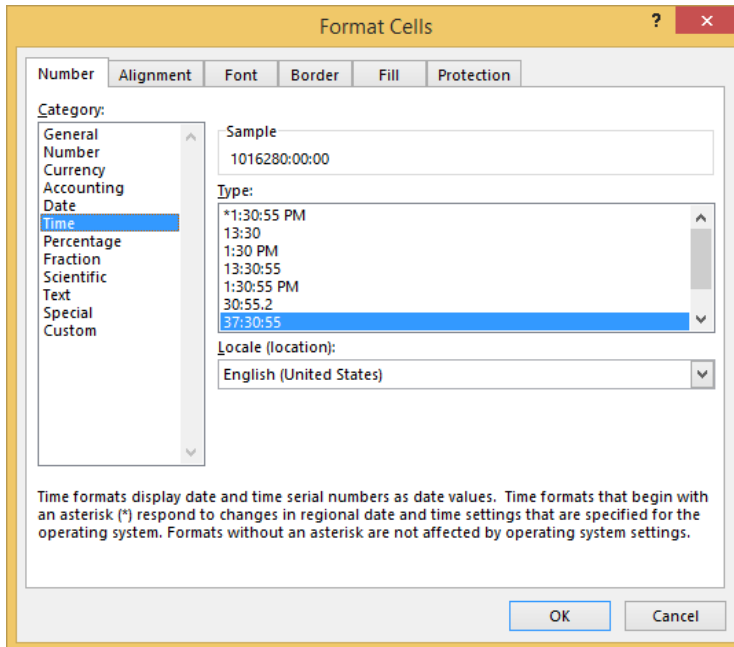 Format Cells
?
×
Number
Alignment
Font
Border
Fill
Protection
Category:
General
Number
Currency
Accounting
Date
Time
Percentage
Fraction
Scientific
Text
Special
Custom
Sample
1016280:00:00
Type:
*1:30:55 PM
13:30
1:30 PM
13:30:55
1:30:55 PM
30:55.2
37:30:55
Locale (location):
English (United States)
Time formats display date and time serial numbers as date values.  Time formats that begin with
an asterisk (*) respond to changes in regional date and time settings that are specified for the
operating system. Formats without an asterisk are not affected by operating system settings.
OK
Cancel